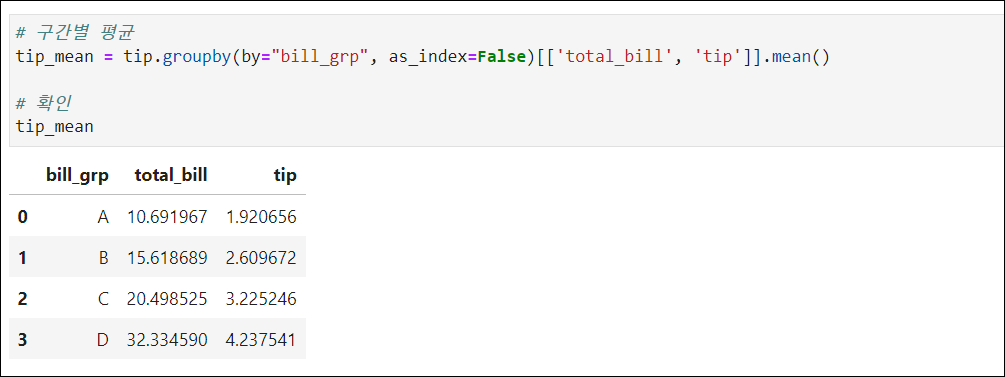 # 구간별 평균
tip_mean = tip.groupby(by="bill_grp", as_index=False)[['total_bill', 'tip']].mean()
# 확인
tip_mean
bill_grp total_bill tip
0 A 10.691967 1.920656
1 B 15.618689 2.609672
2 C 20.498525 3.225246
3 D 32.334590 4.237541